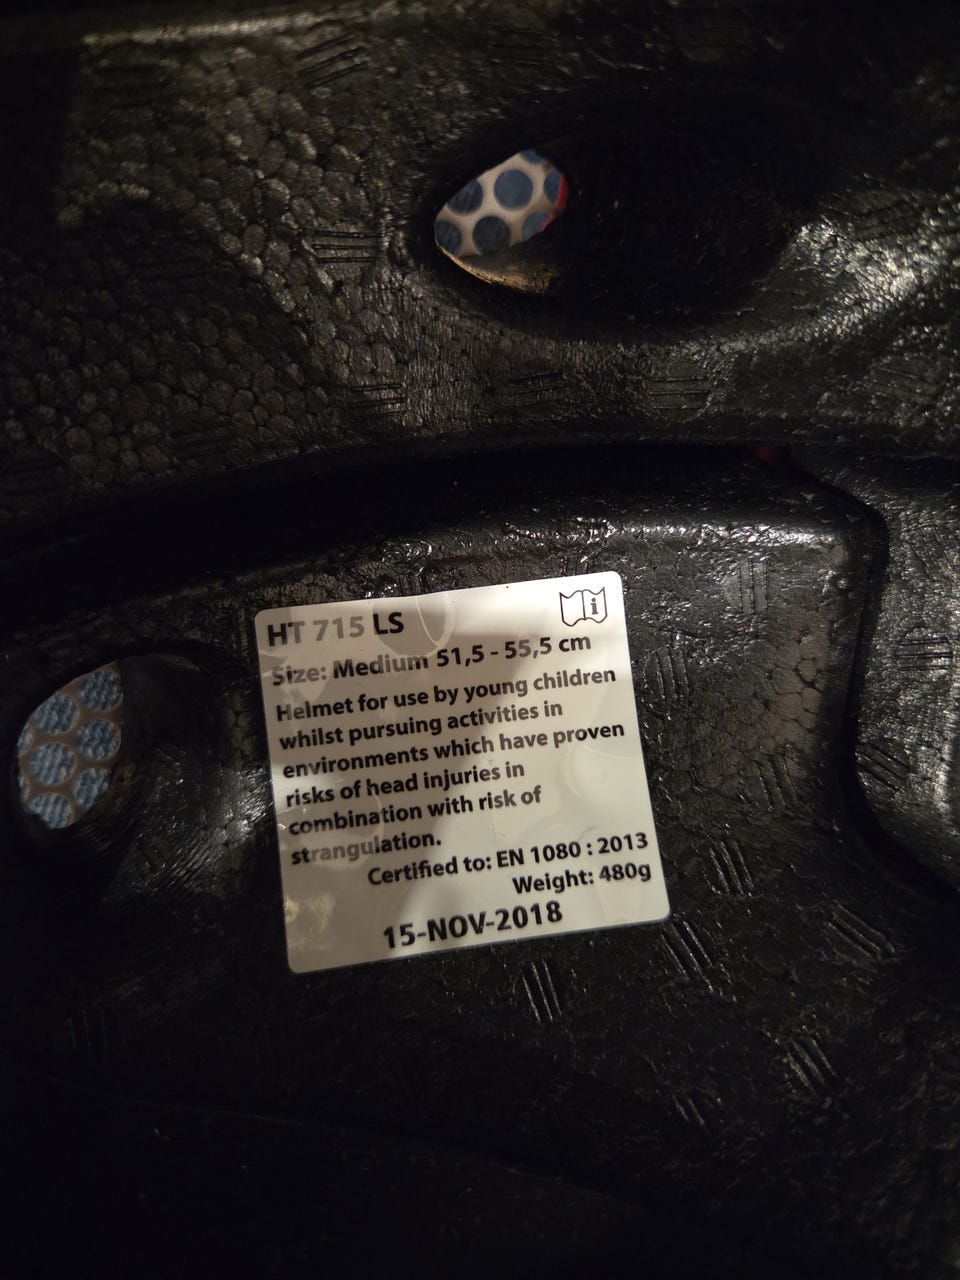 HT 715 LS
i
Size: Medium 51,5 - 55,5 cm
Helmet for use by young children
whilst pursuing activities in
environments which have proven
risks of head injuries in
combination with risk of
strangulation.
Certified to: EN 1080 : 2013
Weight: 480g
15-NOV-2018